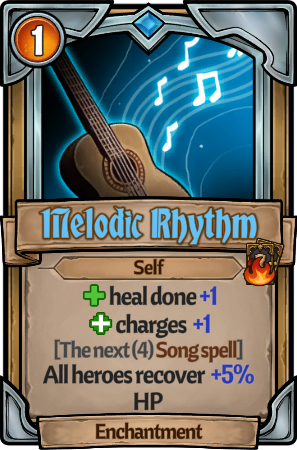 1
Melodic Rhythm
Self
heal done +1
charges +1
[The next (4) Song spell]
All heroes recover +5%
HP
Enchantment